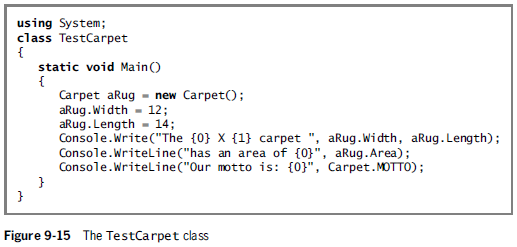 using System;
class TestCarpet
{
static void Main()
{
Carpet aRug = new Carpet();
aRug.Width = 12;
aRug.Length = 14;
Console.Write("The {0} X {1} carpet ", aRug.Width, aRug.Length);
Console.WriteLine("has an area of {0}", aRug.Area);
Console.WriteLine("Our motto is: {0}", Carpet.MOTTO);
}
}
Figure 9-15 The TestCarpet class